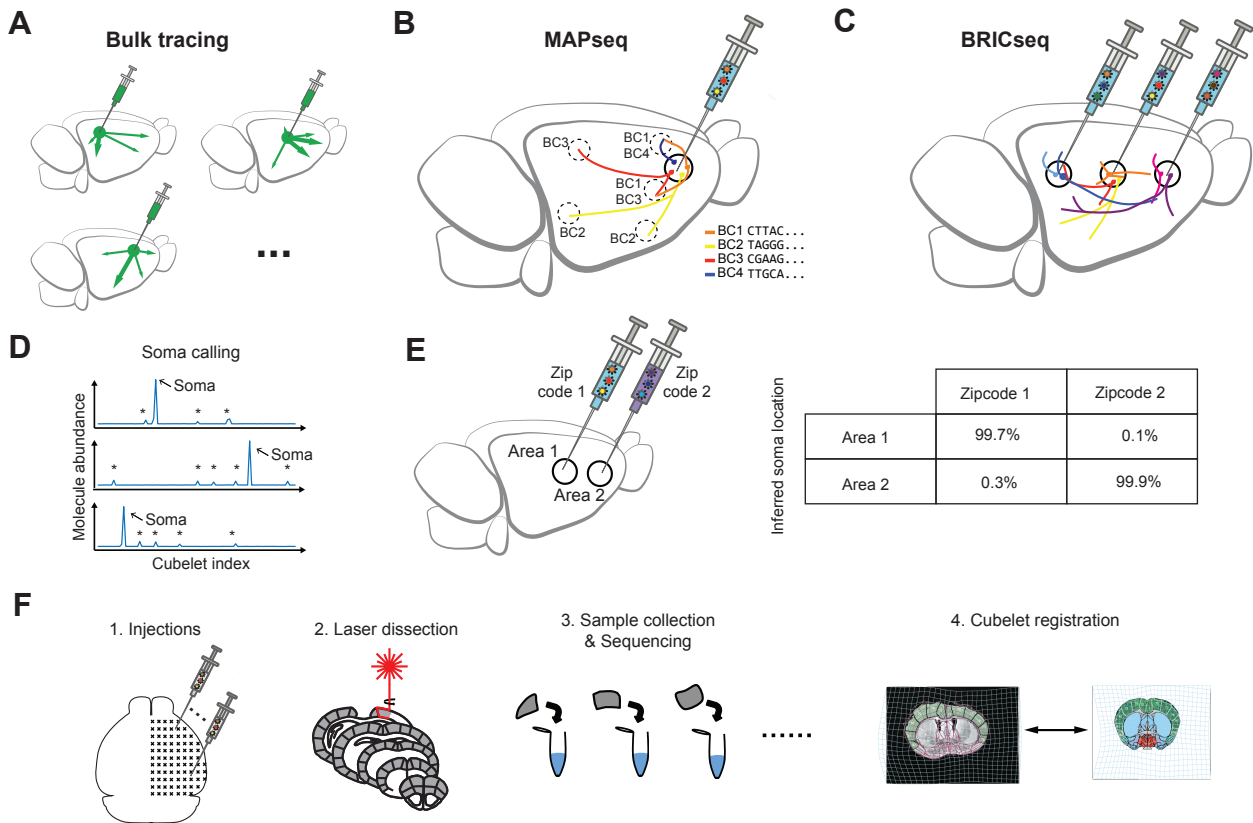 A
Bulk tracing
...
B
MAPseq
BC3
BC1
BC4
BC1
BC3
BC2
BC2
BC1 CTTAC...
BC2 TAGGG...
BC3 CGAAG...
BC4 TTGCA...
C
BRICseq
D
Soma calling
Molecule abundance
Soma
* * *
Soma
* * * * *
Soma
* * * *
Cubelet index
E
Zip
code 1
Zip
code 2
Area 1
Area 2
Inferred soma location
Zipcode 1 Zipcode 2
Area 1 99.7% 0.1%
Area 2 0.3% 99.9%
F
1. Injections
2. Laser dissection
3. Sample collection
& Sequencing
......
4. Cubelet registration